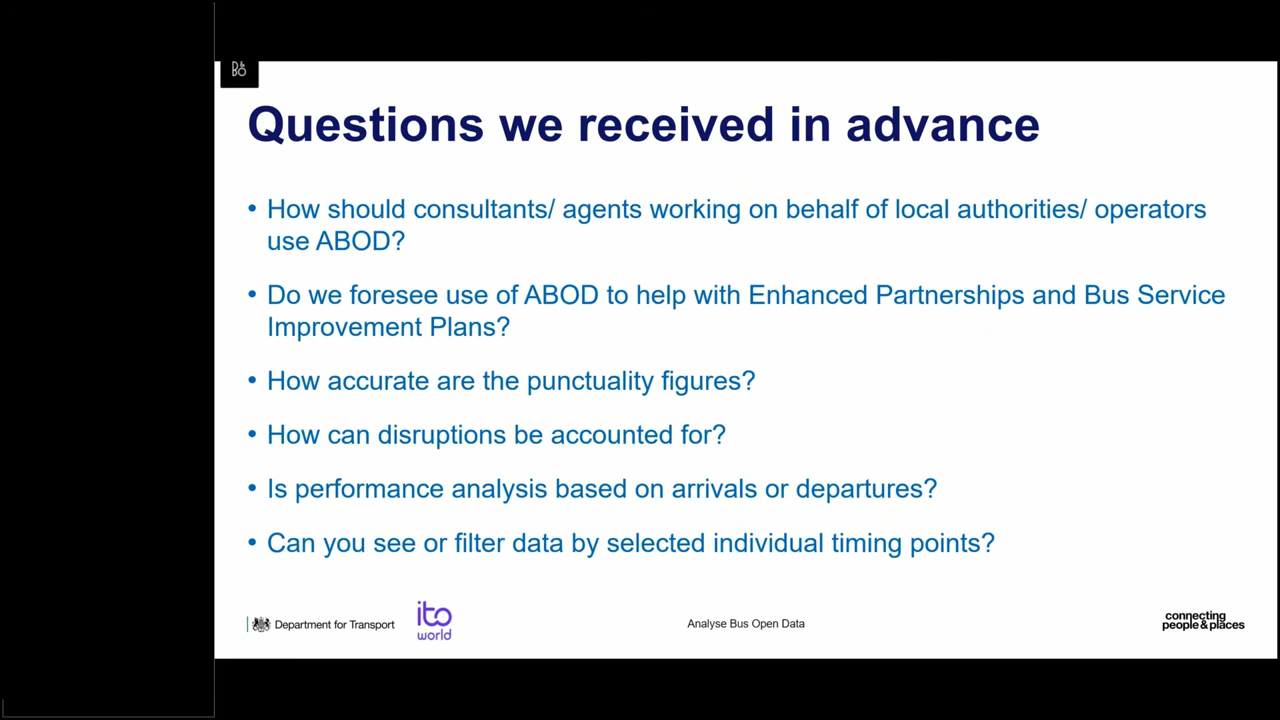 D&
BO
Questions we received in advance
• How should consultants/ agents working on behalf of local authorities/ operators
use ABOD?
• Do we foresee use of ABOD to help with Enhanced Partnerships and Bus Service
Improvement Plans?
• How accurate are the punctuality figures?
• How can disruptions be accounted for?
• Is performance analysis based on arrivals or departures?
• Can you see or filter data by selected individual timing points?
Department for Transport
ito
world
Analyse Bus Open Data
connecting
people&places